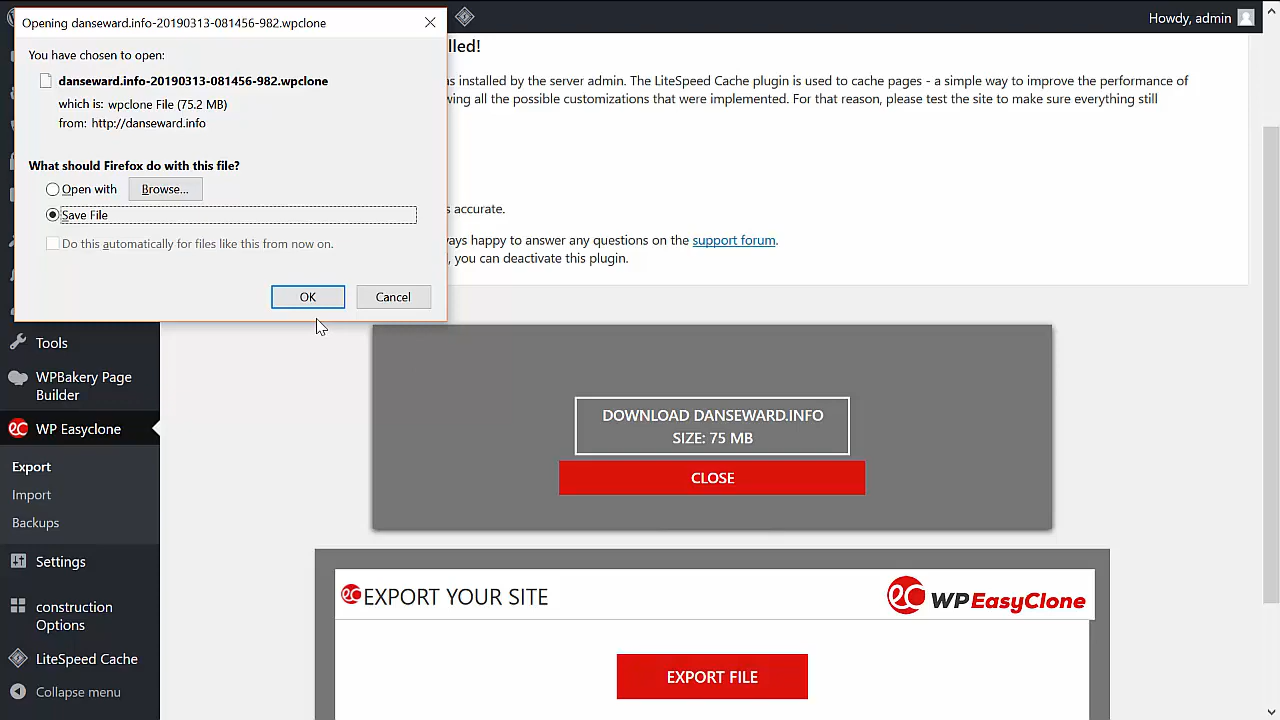 Opening danseward.info-20190313-081456-982.wpclone
Howdy, admin
You have chosen to open:
danseward.info-20190313-081456-982.wpclone
which is: wpclone File (75.2 MB)
from: http://danseward.info
What should Firefox do with this file?
Open with
Browse...
Save File
Do this automatically for files like this from now on.
OK
Cancel
lled!
s installed by the server admin. The LiteSpeed Cache plugin is used to cache pages - a simple way to improve the performance of
wing all the possible customizations that were implemented. For that reason, please test the site to make sure everything still
s accurate.
ays happy to answer any questions on the support forum.
, you can deactivate this plugin.
Tools
WPBakery Page
Builder
WP Easyclone
Export
Import
Backups
Settings
construction
Options
LiteSpeed Cache
Collapse menu
DOWNLOAD DANSEWARD.INFO
SIZE: 75 MB
CLOSE
ec EXPORT YOUR SITE
ec WPEasyClone
EXPORT FILE